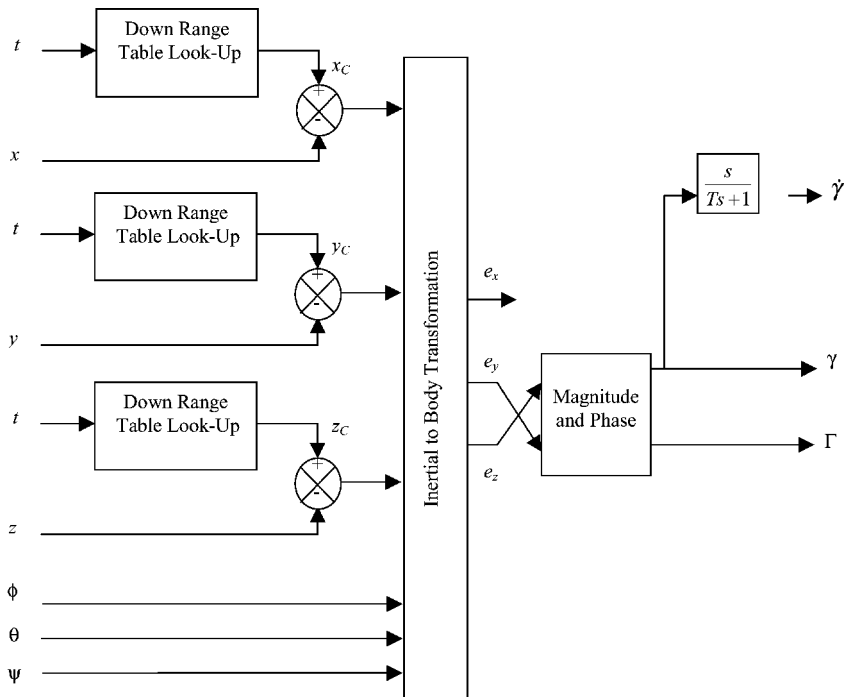 t
Down Range
Table Look-Up
x_C
+
-
x
t
Down Range
Table Look-Up
y_C
+
-
y
t
Down Range
Table Look-Up
z_C
+
-
z
ϕ
θ
ψ
Inertial to Body Transformation
e_x
e_y
e_z
Magnitude
and Phase
s
Ts + 1
γ̇
γ
Γ